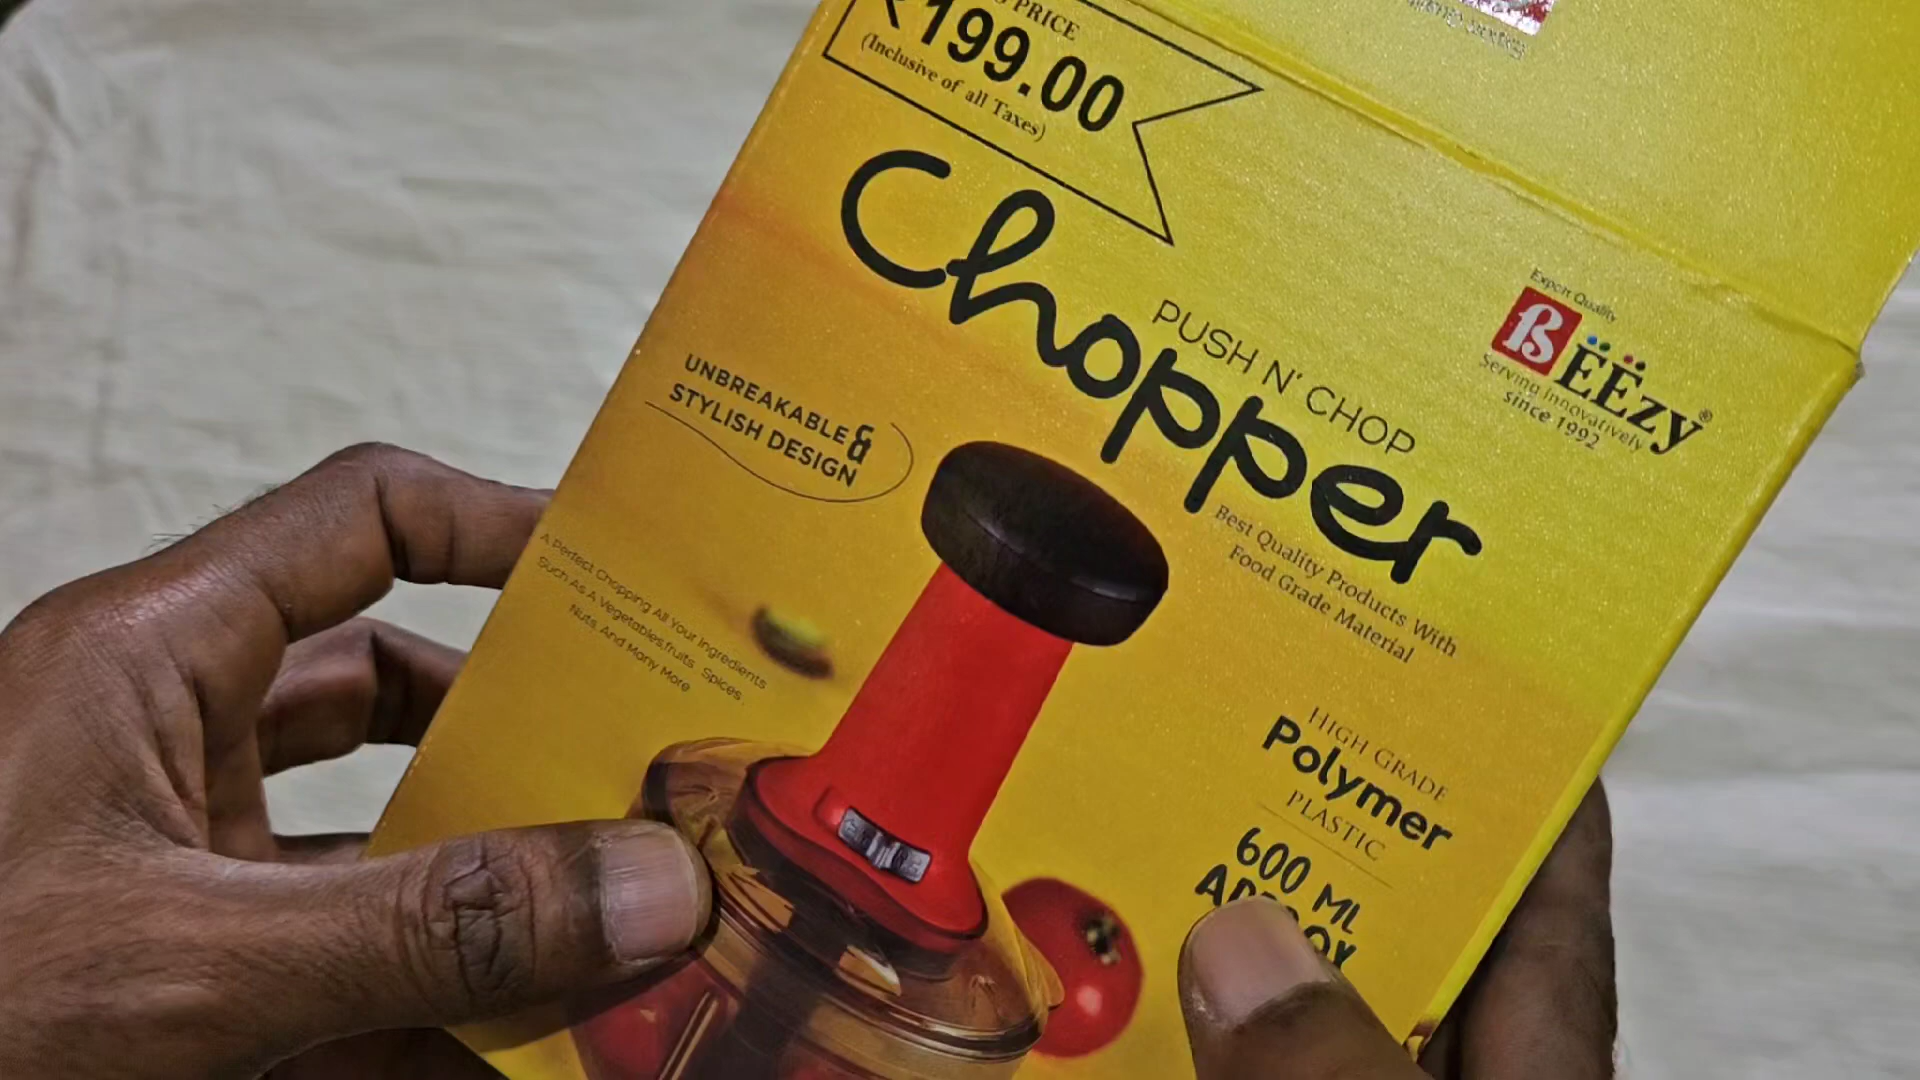 PRICE
₹199.00
(Inclusive of all Taxes)
Chopper
PUSH N' CHOP
Export Quality
BËËzy®
Serving Innovatively
since 1992
UNBREAKABLE &
STYLISH DESIGN
Best Quality Products With
Food Grade Material
A Perfect Chopping All Your Ingredients
Such As A Vegetables,fruits Spices
Nuts And Many More
HIGH GRADE
Polymer
PLASTIC
600 ML